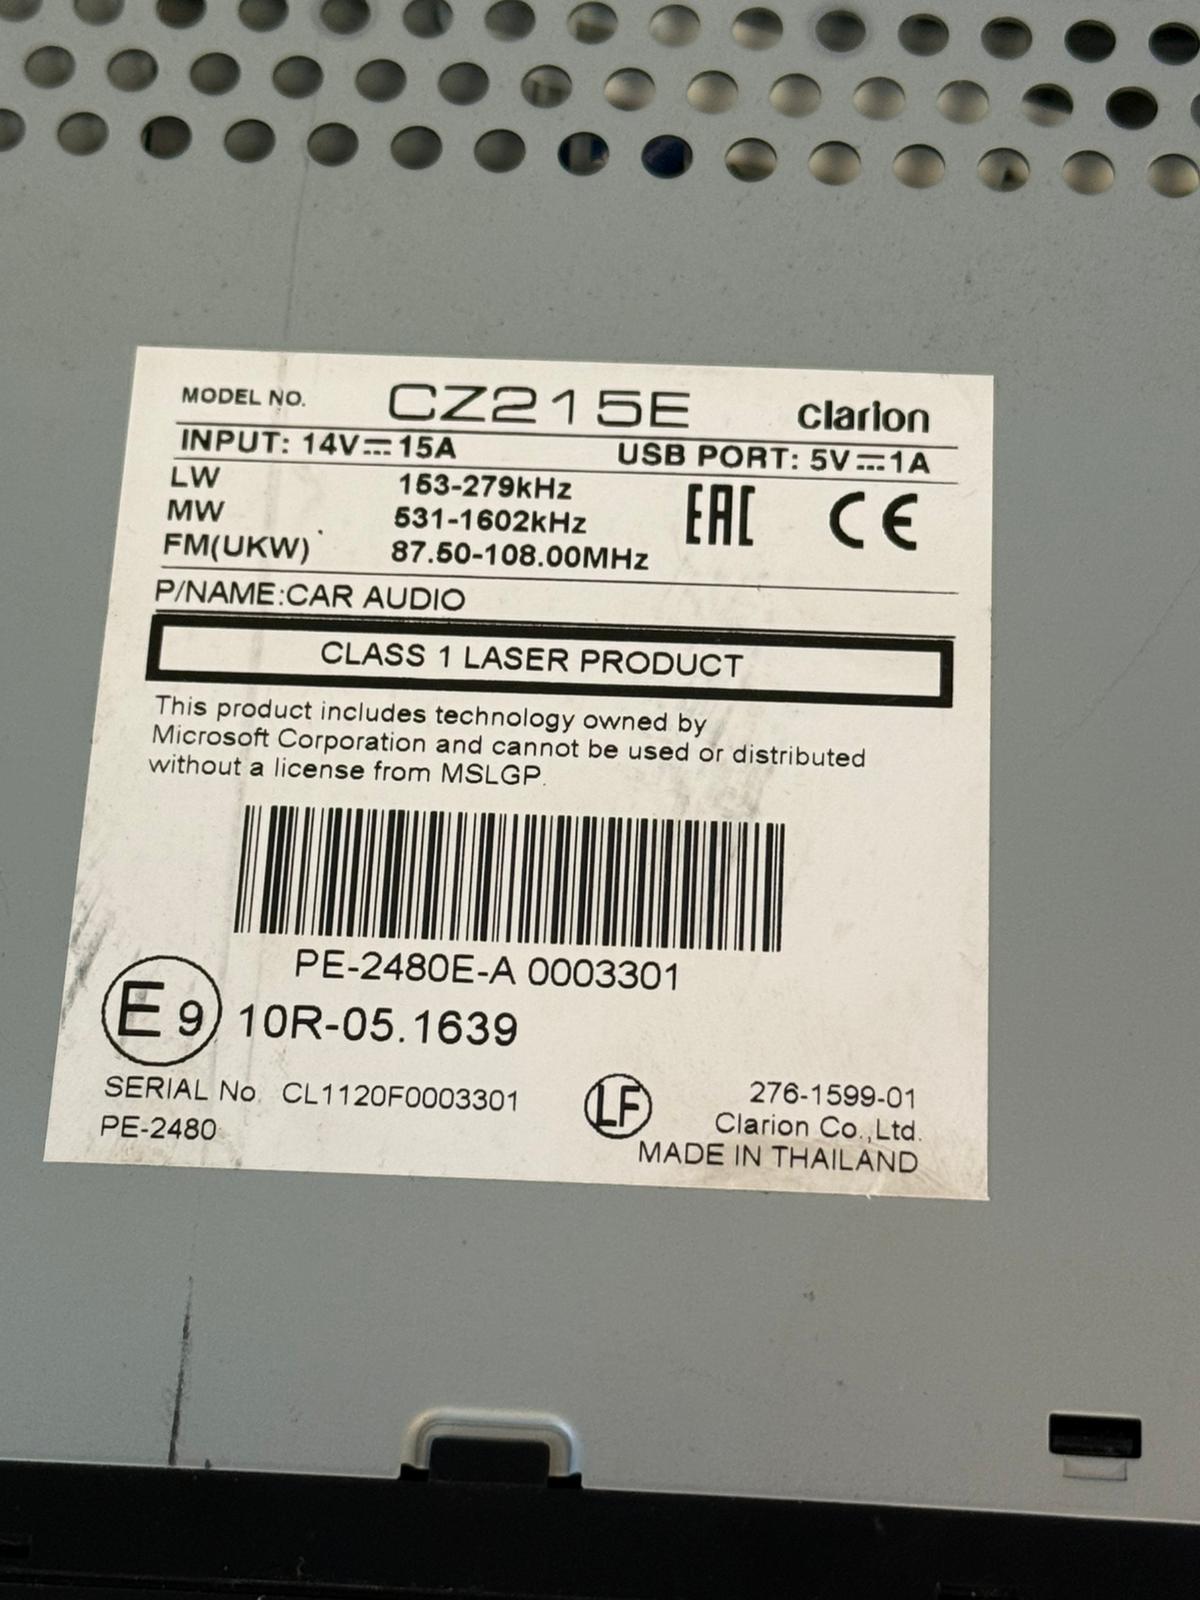 MODEL NO. CZ215E clarion
INPUT: 14V⎓15A USB PORT: 5V⎓1A
LW 153-279kHz
MW 531-1602kHz
FM(UKW) 87.50-108.00MHz
EAC CE
P/NAME:CAR AUDIO
CLASS 1 LASER PRODUCT
This product includes technology owned by
Microsoft Corporation and cannot be used or distributed
without a license from MSLGP.
PE-2480E-A 0003301
E9 10R-05.1639
SERIAL No. CL1120F0003301
PE-2480
LF
276-1599-01
Clarion Co.,Ltd.
MADE IN THAILAND